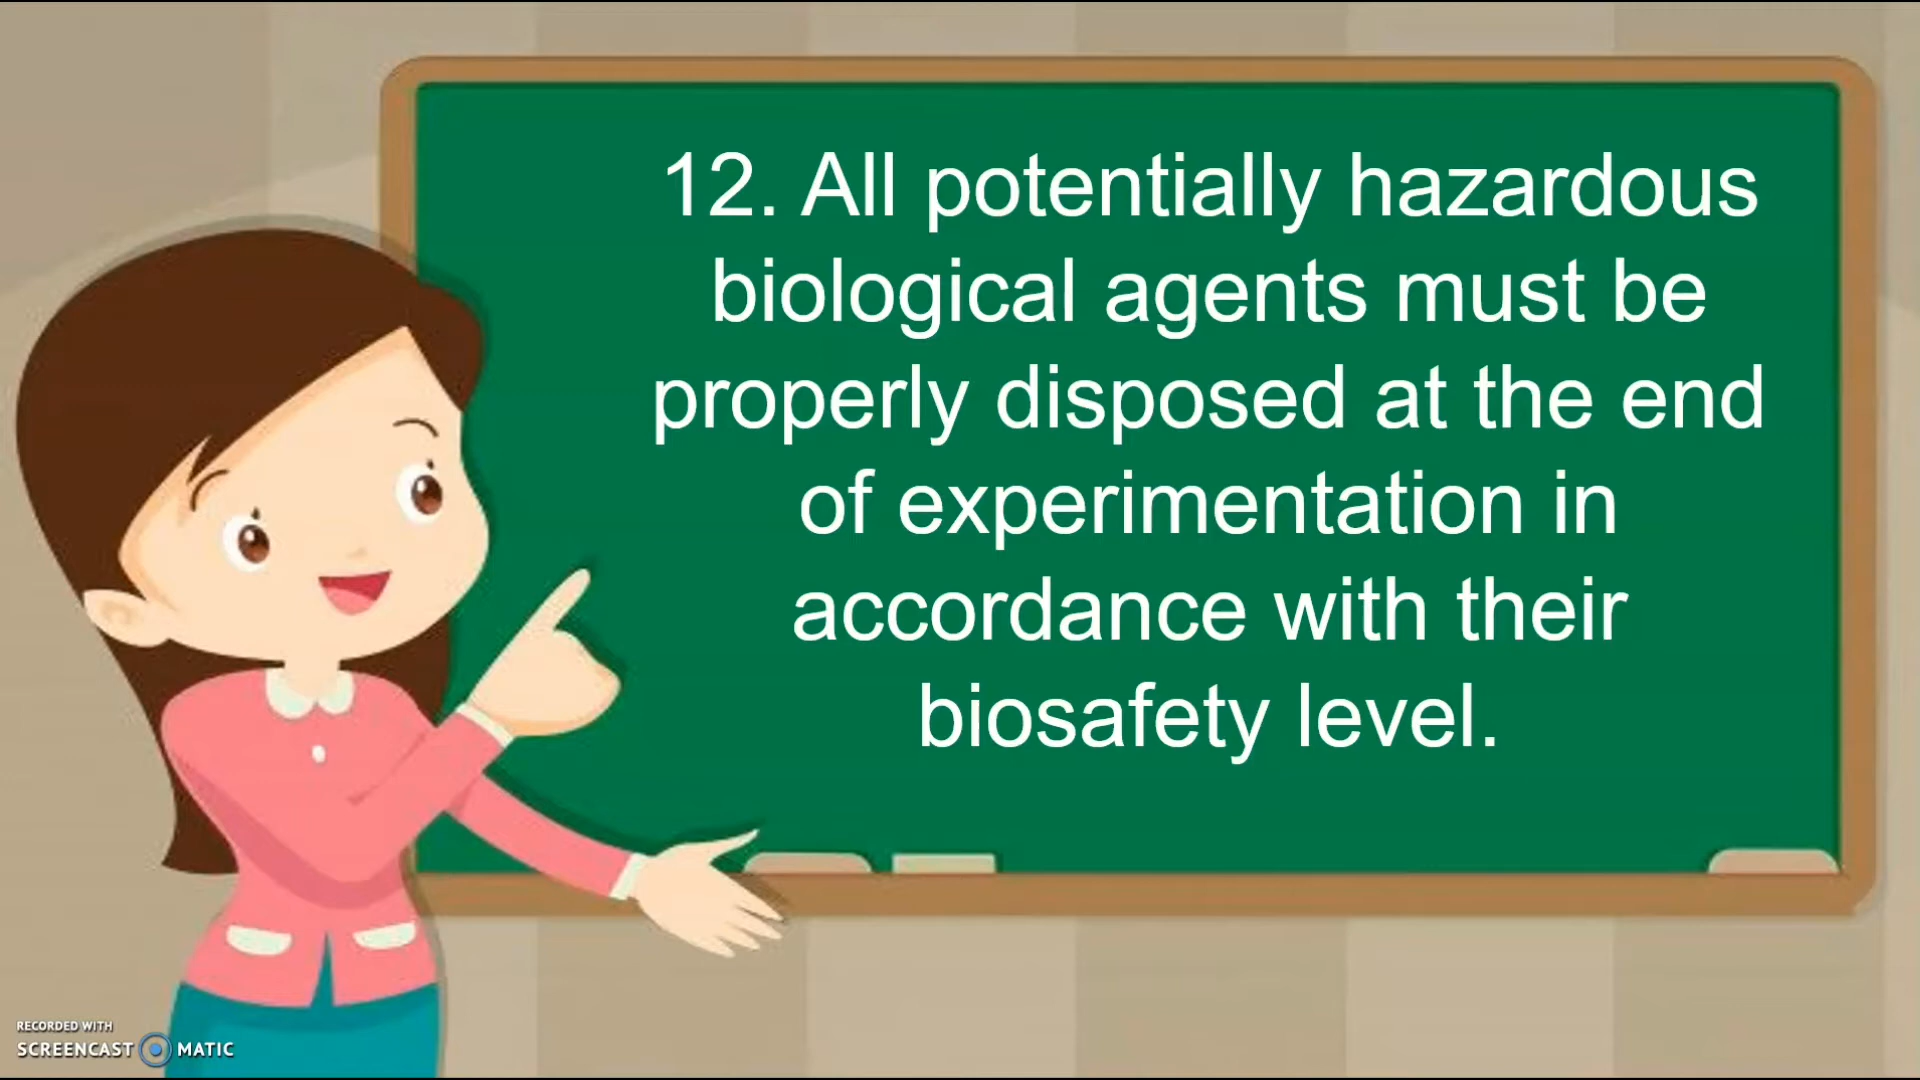 12. All potentially hazardous
biological agents must be
properly disposed at the end
of experimentation in
accordance with their
biosafety level.
RECORDED WITH
SCREENCAST MATIC